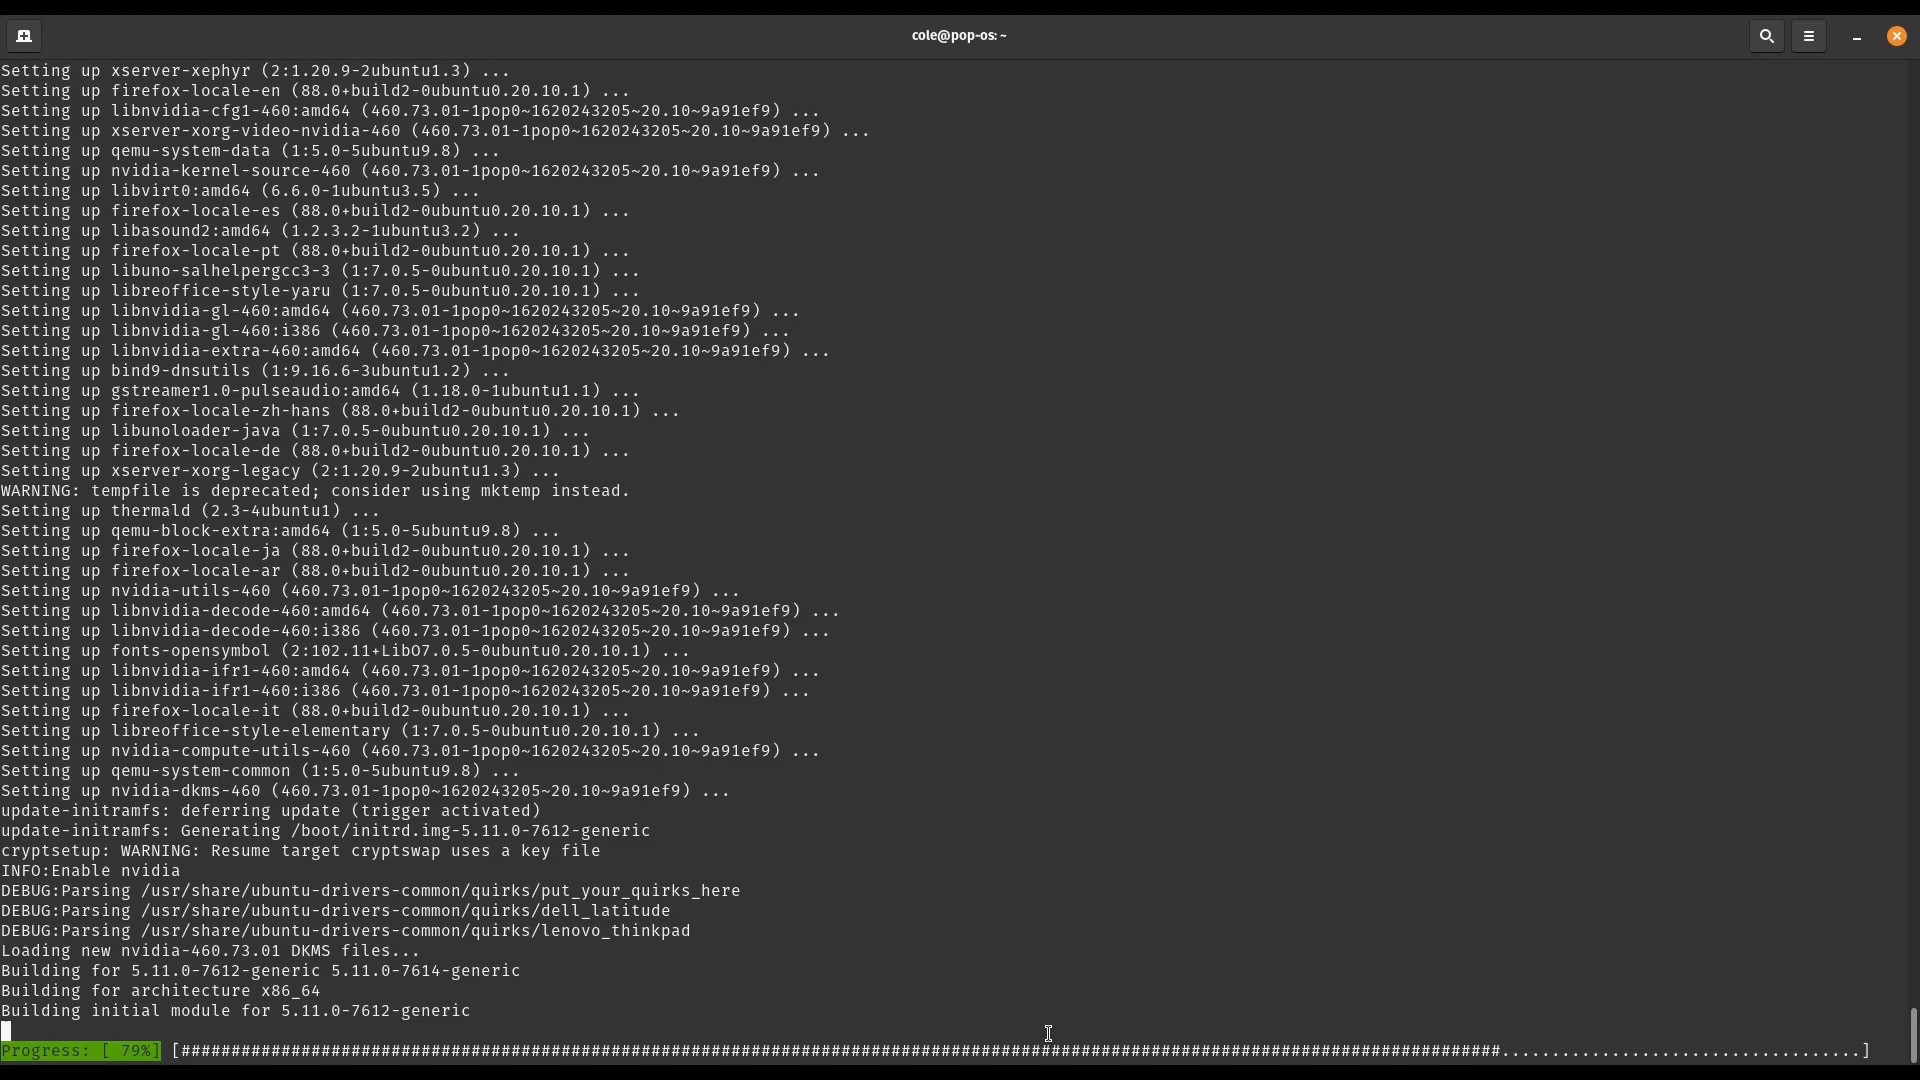 cole@pop-os: ~
Setting up xserver-xephyr (2:1.20.9-2ubuntu1.3) ...
Setting up firefox-locale-en (88.0+build2-0ubuntu0.20.10.1) ...
Setting up libnvidia-cfg1-460:amd64 (460.73.01-1pop0~1620243205~20.10~9a91ef9) ...
Setting up xserver-xorg-video-nvidia-460 (460.73.01-1pop0~1620243205~20.10~9a91ef9) ...
Setting up qemu-system-data (1:5.0-5ubuntu9.8) ...
Setting up nvidia-kernel-source-460 (460.73.01-1pop0~1620243205~20.10~9a91ef9) ...
Setting up libvirt0:amd64 (6.6.0-1ubuntu3.5) ...
Setting up firefox-locale-es (88.0+build2-0ubuntu0.20.10.1) ...
Setting up libasound2:amd64 (1.2.3.2-1ubuntu3.2) ...
Setting up firefox-locale-pt (88.0+build2-0ubuntu0.20.10.1) ...
Setting up libuno-salhelpergcc3-3 (1:7.0.5-0ubuntu0.20.10.1) ...
Setting up libreoffice-style-yaru (1:7.0.5-0ubuntu0.20.10.1) ...
Setting up libnvidia-gl-460:amd64 (460.73.01-1pop0~1620243205~20.10~9a91ef9) ...
Setting up libnvidia-gl-460:i386 (460.73.01-1pop0~1620243205~20.10~9a91ef9) ...
Setting up libnvidia-extra-460:amd64 (460.73.01-1pop0~1620243205~20.10~9a91ef9) ...
Setting up bind9-dnsutils (1:9.16.6-3ubuntu1.2) ...
Setting up gstreamer1.0-pulseaudio:amd64 (1.18.0-1ubuntu1.1) ...
Setting up firefox-locale-zh-hans (88.0+build2-0ubuntu0.20.10.1) ...
Setting up libunoloader-java (1:7.0.5-0ubuntu0.20.10.1) ...
Setting up firefox-locale-de (88.0+build2-0ubuntu0.20.10.1) ...
Setting up xserver-xorg-legacy (2:1.20.9-2ubuntu1.3) ...
WARNING: tempfile is deprecated; consider using mktemp instead.
Setting up thermald (2.3-4ubuntu1) ...
Setting up qemu-block-extra:amd64 (1:5.0-5ubuntu9.8) ...
Setting up firefox-locale-ja (88.0+build2-0ubuntu0.20.10.1) ...
Setting up firefox-locale-ar (88.0+build2-0ubuntu0.20.10.1) ...
Setting up nvidia-utils-460 (460.73.01-1pop0~1620243205~20.10~9a91ef9) ...
Setting up libnvidia-decode-460:amd64 (460.73.01-1pop0~1620243205~20.10~9a91ef9) ...
Setting up libnvidia-decode-460:i386 (460.73.01-1pop0~1620243205~20.10~9a91ef9) ...
Setting up fonts-opensymbol (2:102.11+LibO7.0.5-0ubuntu0.20.10.1) ...
Setting up libnvidia-ifr1-460:amd64 (460.73.01-1pop0~1620243205~20.10~9a91ef9) ...
Setting up libnvidia-ifr1-460:i386 (460.73.01-1pop0~1620243205~20.10~9a91ef9) ...
Setting up firefox-locale-it (88.0+build2-0ubuntu0.20.10.1) ...
Setting up libreoffice-style-elementary (1:7.0.5-0ubuntu0.20.10.1) ...
Setting up nvidia-compute-utils-460 (460.73.01-1pop0~1620243205~20.10~9a91ef9) ...
Setting up qemu-system-common (1:5.0-5ubuntu9.8) ...
Setting up nvidia-dkms-460 (460.73.01-1pop0~1620243205~20.10~9a91ef9) ...
update-initramfs: deferring update (trigger activated)
update-initramfs: Generating /boot/initrd.img-5.11.0-7612-generic
cryptsetup: WARNING: Resume target cryptswap uses a key file
INFO:Enable nvidia
DEBUG:Parsing /usr/share/ubuntu-drivers-common/quirks/put_your_quirks_here
DEBUG:Parsing /usr/share/ubuntu-drivers-common/quirks/dell_latitude
DEBUG:Parsing /usr/share/ubuntu-drivers-common/quirks/lenovo_thinkpad
Loading new nvidia-460.73.01 DKMS files...
Building for 5.11.0-7612-generic 5.11.0-7614-generic
Building for architecture x86_64
Building initial module for 5.11.0-7612-generic
Progress: [ 79%] [####################################################################################################################################....................................]